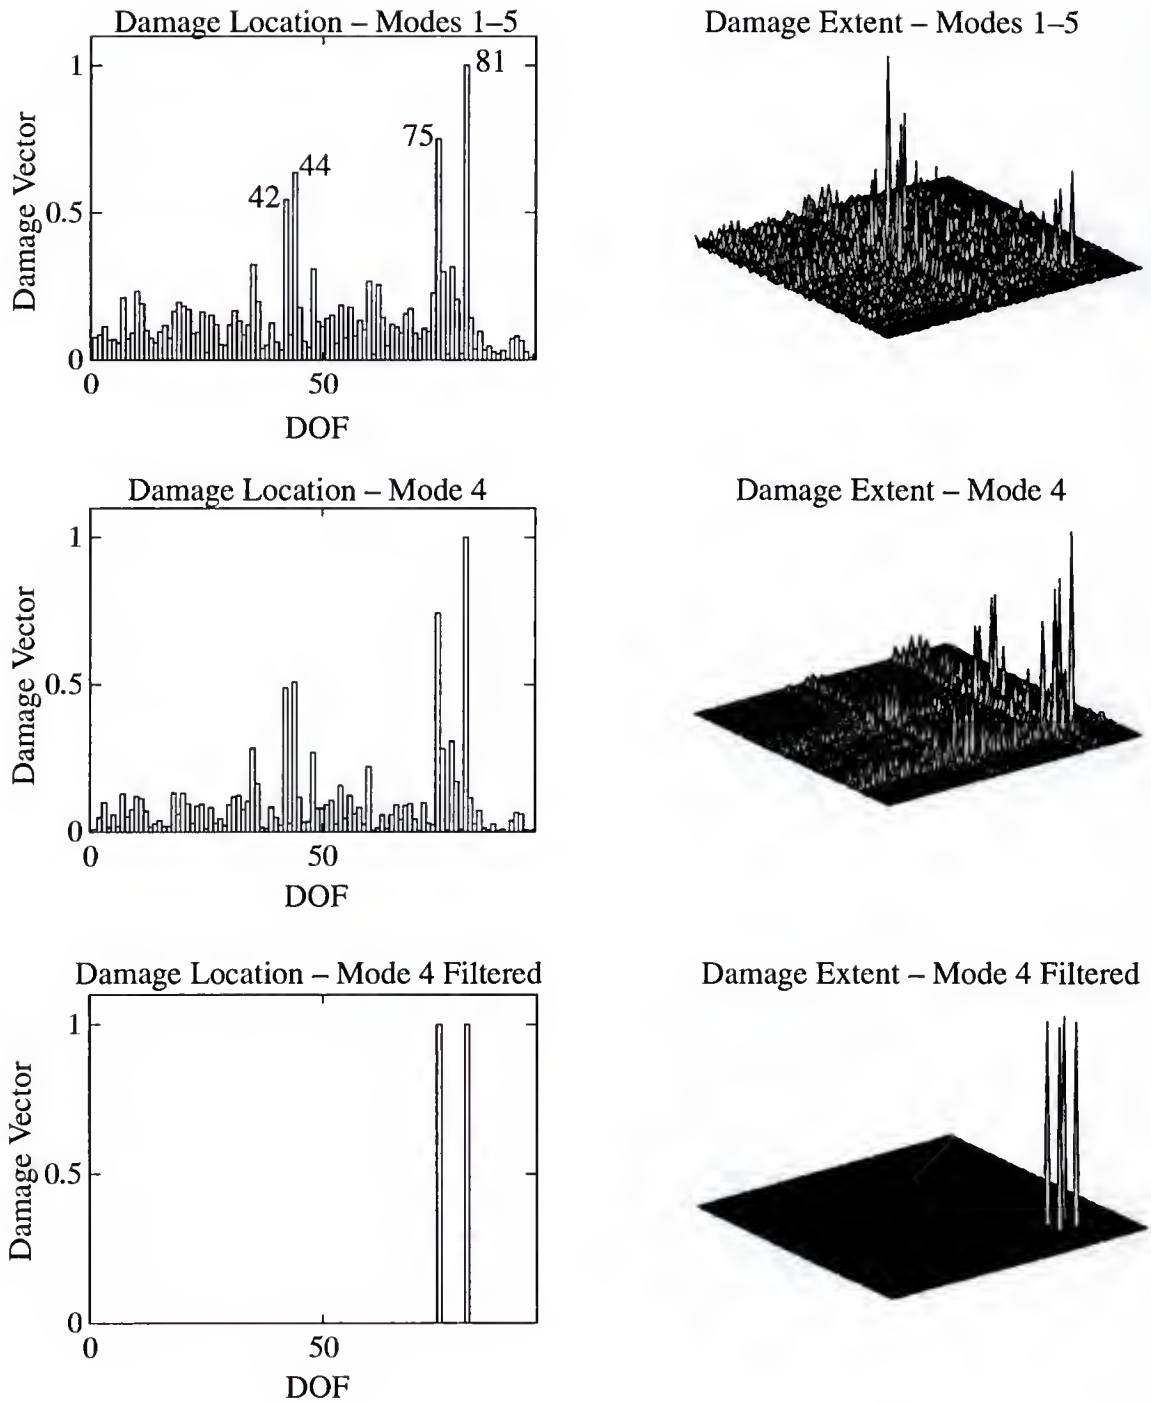 Damage Location – Modes 1–5
Damage Extent – Modes 1–5
1
0.5
0
Damage Vector
81
75
44
42
0
50
DOF
Damage Location – Mode 4
Damage Extent – Mode 4
1
0.5
0
Damage Vector
0
50
DOF
Damage Location – Mode 4 Filtered
Damage Extent – Mode 4 Filtered
1
0.5
0
Damage Vector
0
50
DOF